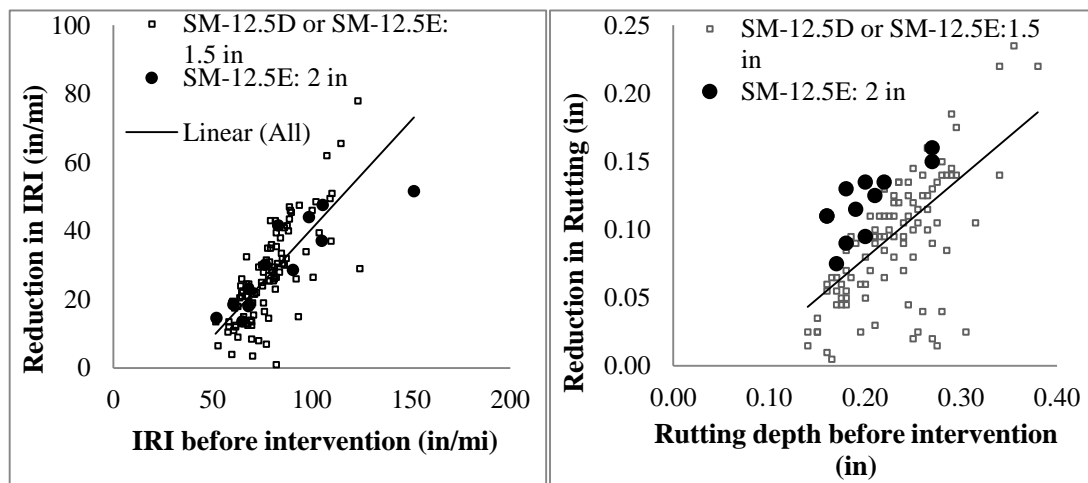 100
80
60
40
20
0
Reduction in IRI (in/mi)
SM-12.5D or SM-12.5E:
1.5 in
SM-12.5E: 2 in
Linear (All)
0
50
100
150
200
IRI before intervention (in/mi)
0.25
0.20
0.15
0.10
0.05
0.00
Reduction in Rutting (in)
SM-12.5D or SM-12.5E:1.5
in
SM-12.5E: 2 in
0.00
0.10
0.20
0.30
0.40
Rutting depth before intervention
(in)